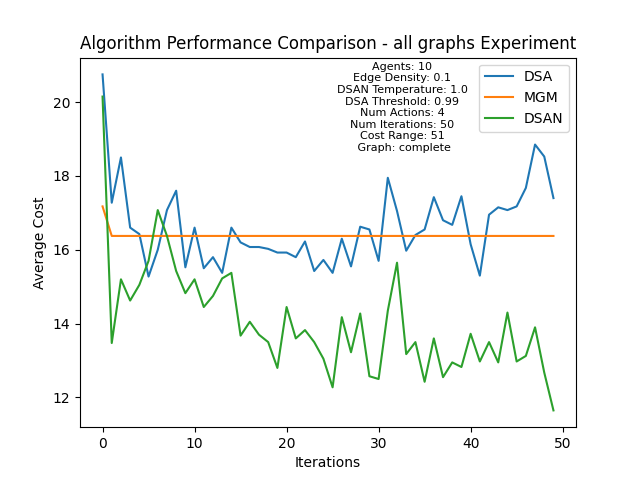 Algorithm Performance Comparison - all graphs Experiment
Agents: 10
Edge Density: 0.1
DSAN Temperature: 1.0
DSA Threshold: 0.99
Num Actions: 4
Num Iterations: 50
Cost Range: 51
Graph: complete
DSA
MGM
DSAN
Average Cost
20
18
16
14
12
0 10 20 30 40 50
Iterations